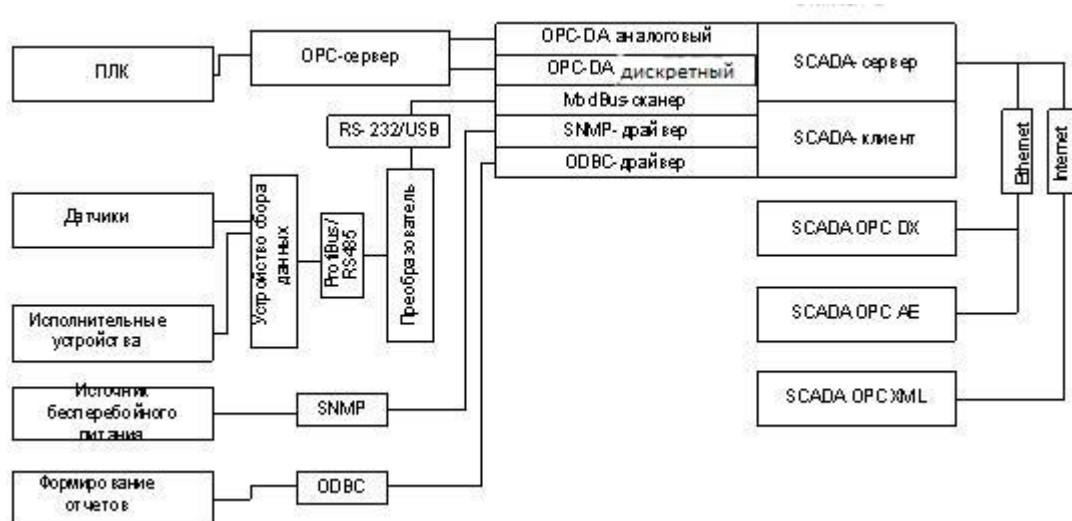 ПЛК
OPC-сервер
OPC-DA аналоговый
OPC-DA дискретный
ModBus-сканер
SNMP-драйвер
ODBC-драйвер
SCADA-сервер
SCADA-клиент
Ethernet
Internet
RS-232/USB
Датчики
Устройство сбора
данных
ProfiBus/
RS485
Преобразователь
SCADA OPC DX
Исполнительные
устройства
SCADA OPC AE
Источник
бесперебойного
питания
SNMP
SCADA OPC XML
Формирование
отчетов
ODBC